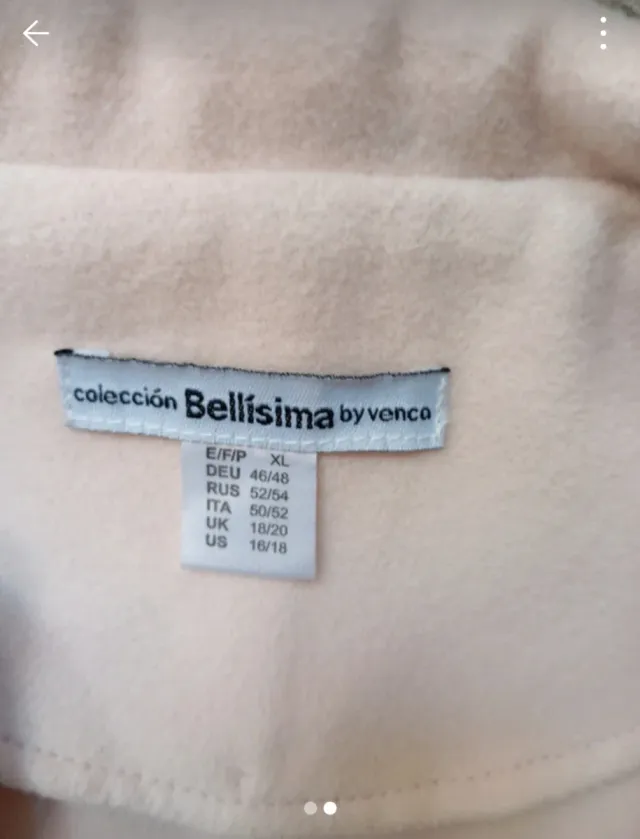 colección Bellísima by venca
E/F/P XL
DEU 46/48
RUS 52/54
ITA 50/52
UK 18/20
US 16/18